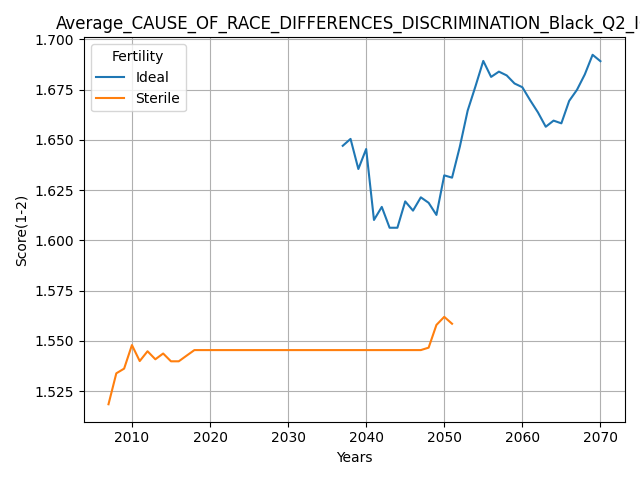 Average_CAUSE_OF_RACE_DIFFERENCES_DISCRIMINATION_Black_Q2_I
Fertility
Ideal
Sterile
Score(1-2)
1.700
1.675
1.650
1.625
1.600
1.575
1.550
1.525
2010 2020 2030 2040 2050 2060 2070
Years